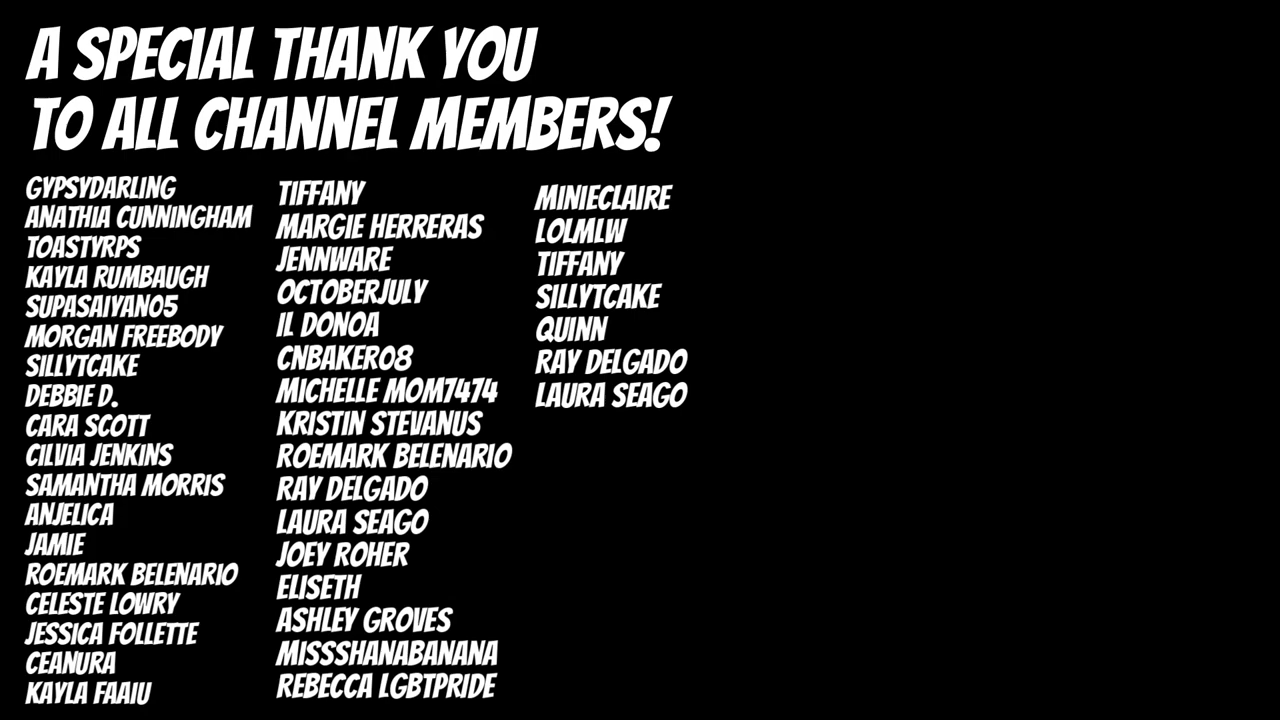 A SPECIAL THANK YOU
TO ALL CHANNEL MEMBERS!
GYPSYDARLING
ANATHIA CUNNINGHAM
TOASTYRPS
KAYLA RUMBAUGH
SUPASAIYAN05
MORGAN FREEBODY
SILLYTCAKE
DEBBIE D.
CARA SCOTT
CILVIA JENKINS
SAMANTHA MORRIS
ANJELICA
JAMIE
ROEMARK BELENARIO
CELESTE LOWRY
JESSICA FOLLETTE
CEANURA
KAYLA FAAIU
TIFFANY
MARGIE HERRERAS
JENNWARE
OCTOBERJULY
IL DONOA
CNBAKER08
MICHELLE MOM7474
KRISTIN STEVANUS
ROEMARK BELENARIO
RAY DELGADO
LAURA SEAGO
JOEY ROHER
ELISETH
ASHLEY GROVES
MISSSHANABANANA
REBECCA LGBTPRIDE
MINIECLAIRE
LOLMLW
TIFFANY
SILLYTCAKE
QUINN
RAY DELGADO
LAURA SEAGO